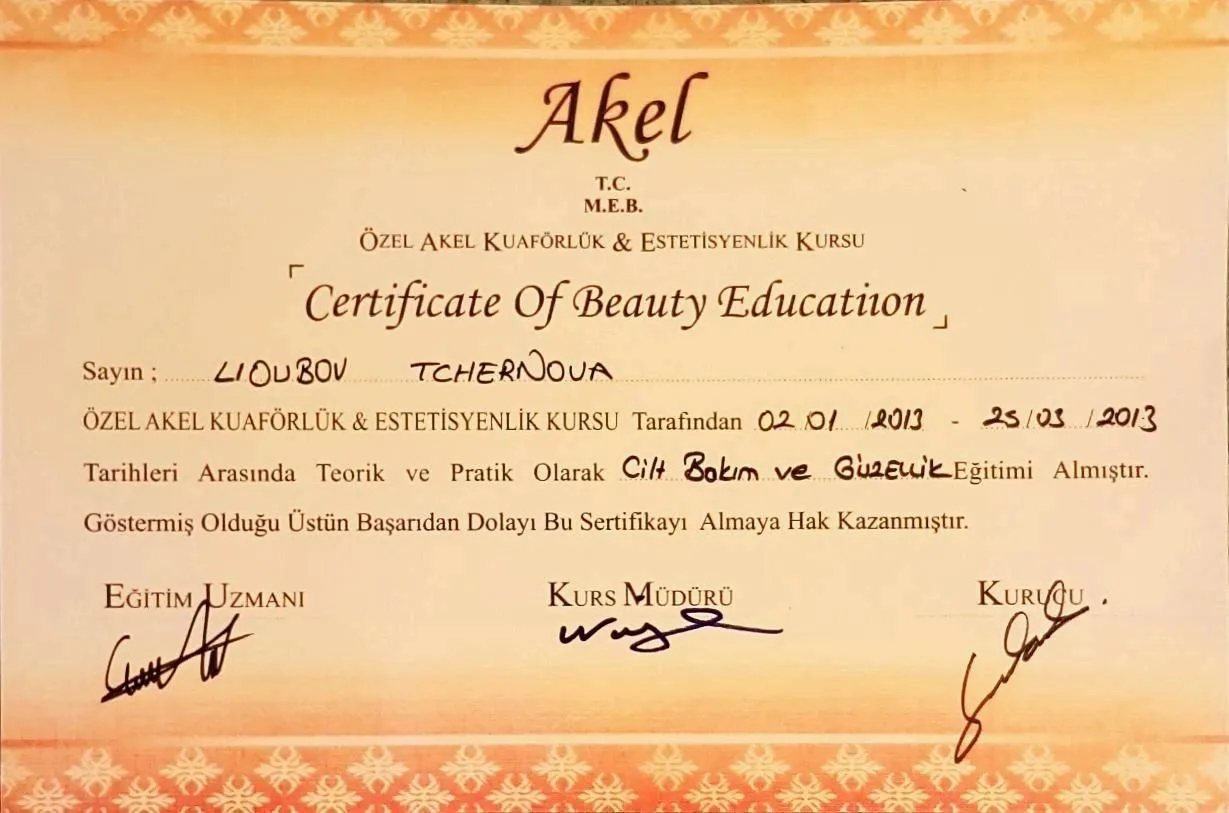 Akel
T.C.
M.E.B.
ÖZEL AKEL KUAFÖRLÜK & ESTETİSYENLİK KURSU
Certificate Of Beauty Educatiion
Sayın ; LIOUBOV TCHERNOVA
ÖZEL AKEL KUAFÖRLÜK & ESTETİSYENLİK KURSU Tarafından 02/01/2013 - 25/03/2013
Tarihleri Arasında Teorik ve Pratik Olarak Cilt Bakım ve GüzELLiK Eğitimi Almıştır.
Göstermiş Olduğu Üstün Başarıdan Dolayı Bu Sertifikayı Almaya Hak Kazanmıştır.
EĞİTİM UZMANI KURS MÜDÜRÜ KURUCU